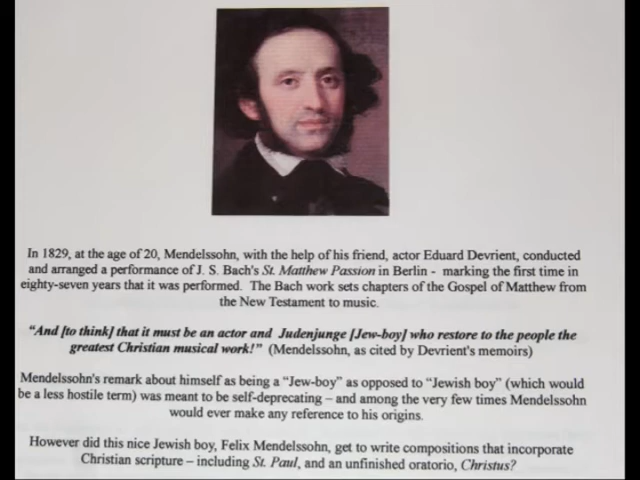 In 1829, at the age of 20, Mendelssohn, with the help of his friend, actor Eduard Devrient, conducted
and arranged a performance of J. S. Bach's St. Matthew Passion in Berlin - marking the first time in
eighty-seven years that it was performed. The Bach work sets chapters of the Gospel of Matthew from
the New Testament to music.
“And [to think] that it must be an actor and Judenjunge [Jew-boy] who restore to the people the
greatest Christian musical work!” (Mendelssohn, as cited by Devrient's memoirs)
Mendelssohn's remark about himself as being a “Jew-boy” as opposed to “Jewish boy” (which would
be a less hostile term) was meant to be self-deprecating – and among the very few times Mendelssohn
would ever make any reference to his origins.
However did this nice Jewish boy, Felix Mendelssohn, get to write compositions that incorporate
Christian scripture – including St. Paul, and an unfinished oratorio, Christus?